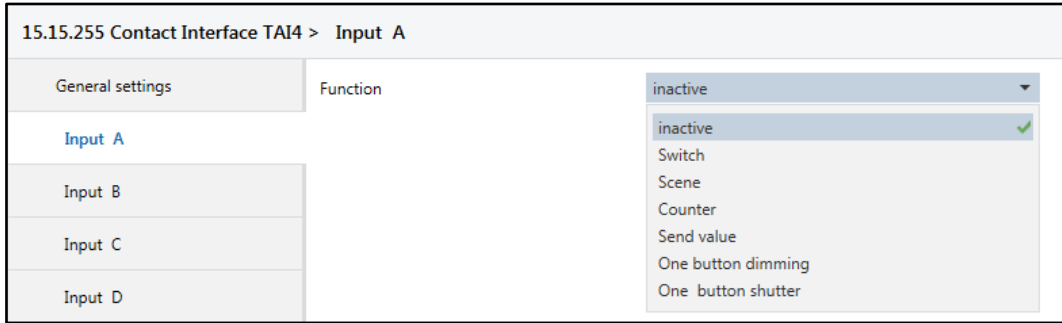 15.15.255 Contact Interface TAI4 > Input A
General settings
Function
inactive
Input A
inactive
Switch
Input B
Scene
Counter
Input C
Send value
One button dimming
Input D
One button shutter